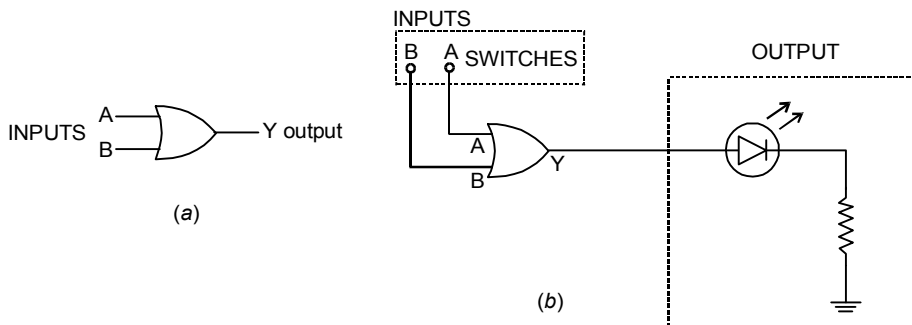 INPUTS
B A SWITCHES
OUTPUT
A
INPUTS
B
Y output
A
B
Y
(a)
(b)